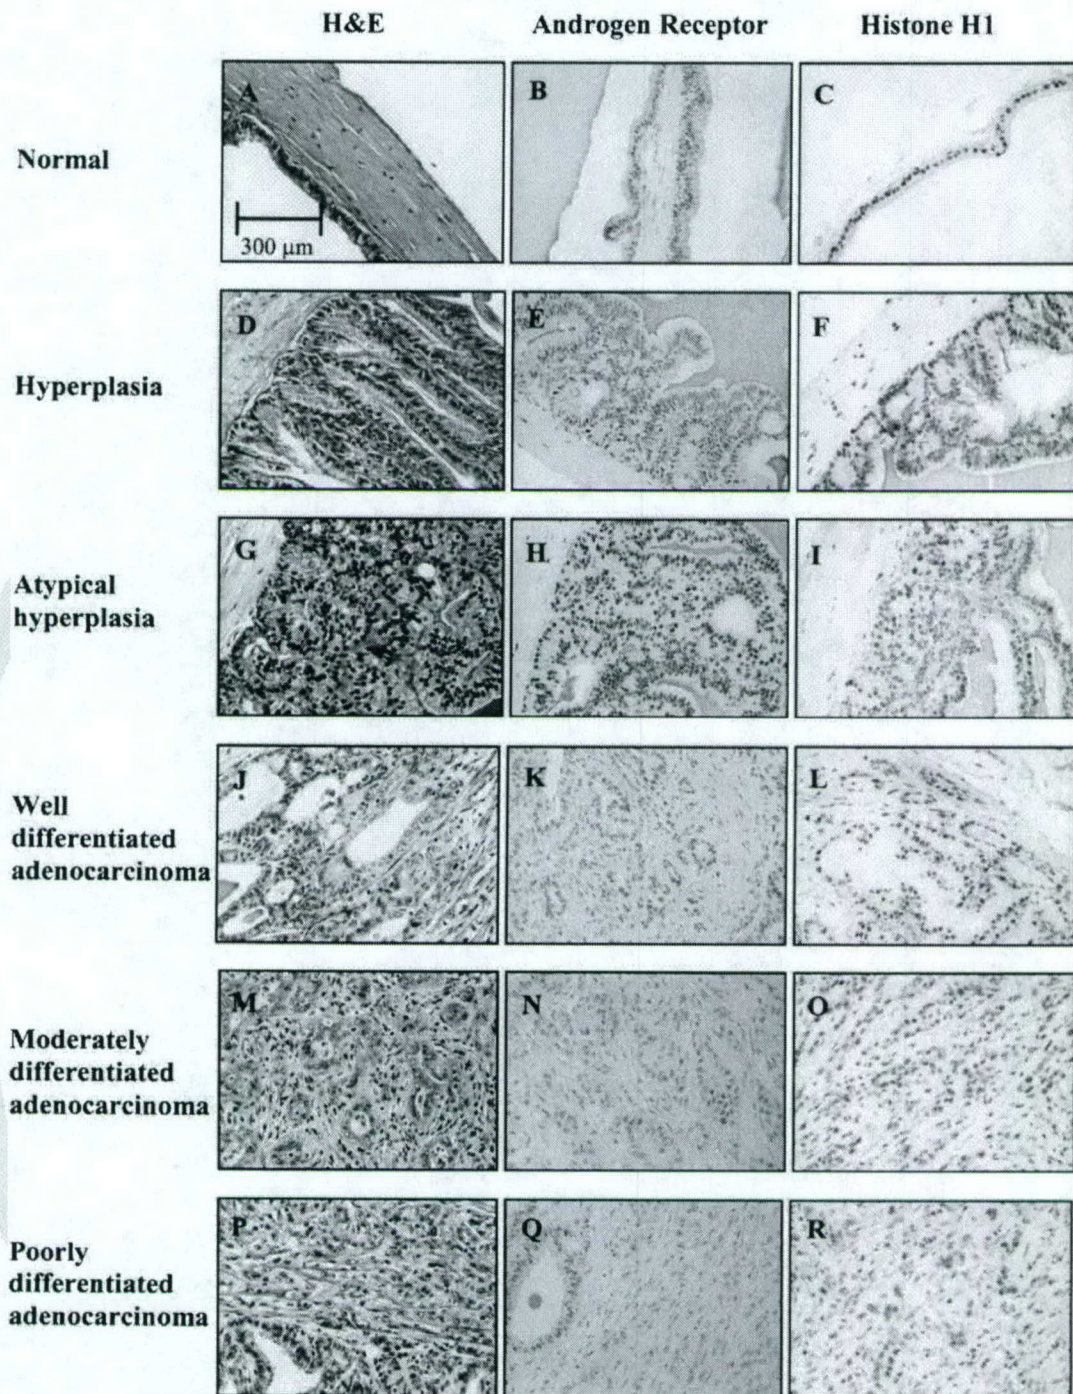 H&E Androgen Receptor Histone H1
Normal
A B C
300 µm
Hyperplasia
D E F
Atypical
hyperplasia
G H I
Well
differentiated
adenocarcinoma
J K L
Moderately
differentiated
adenocarcinoma
M N O
Poorly
differentiated
adenocarcinoma
P Q R